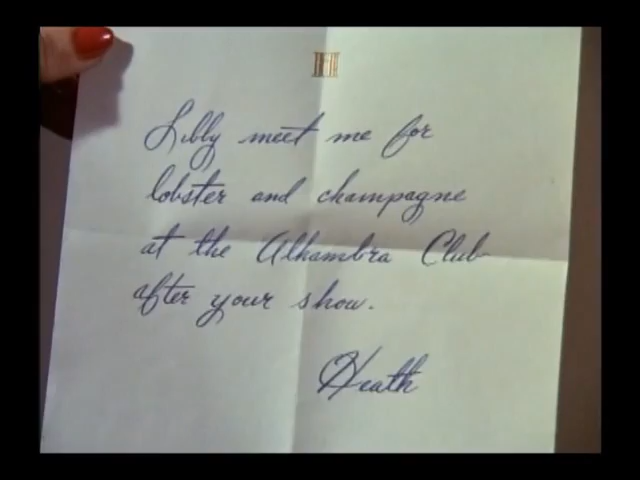 H
Libby meet me for
lobster and champagne
at the Alhambra Club
after your show.
Heath